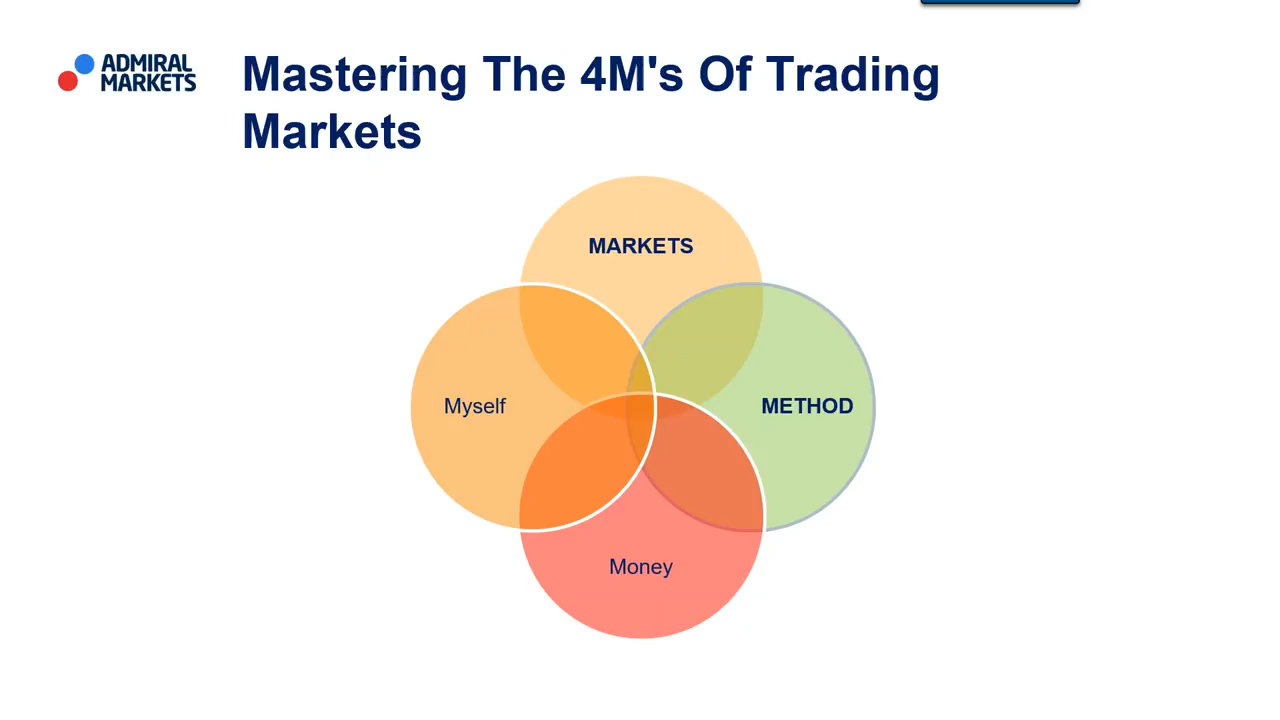 ADMIRAL
MARKETS
Mastering The 4M's Of Trading
Markets
MARKETS
Myself
METHOD
Money